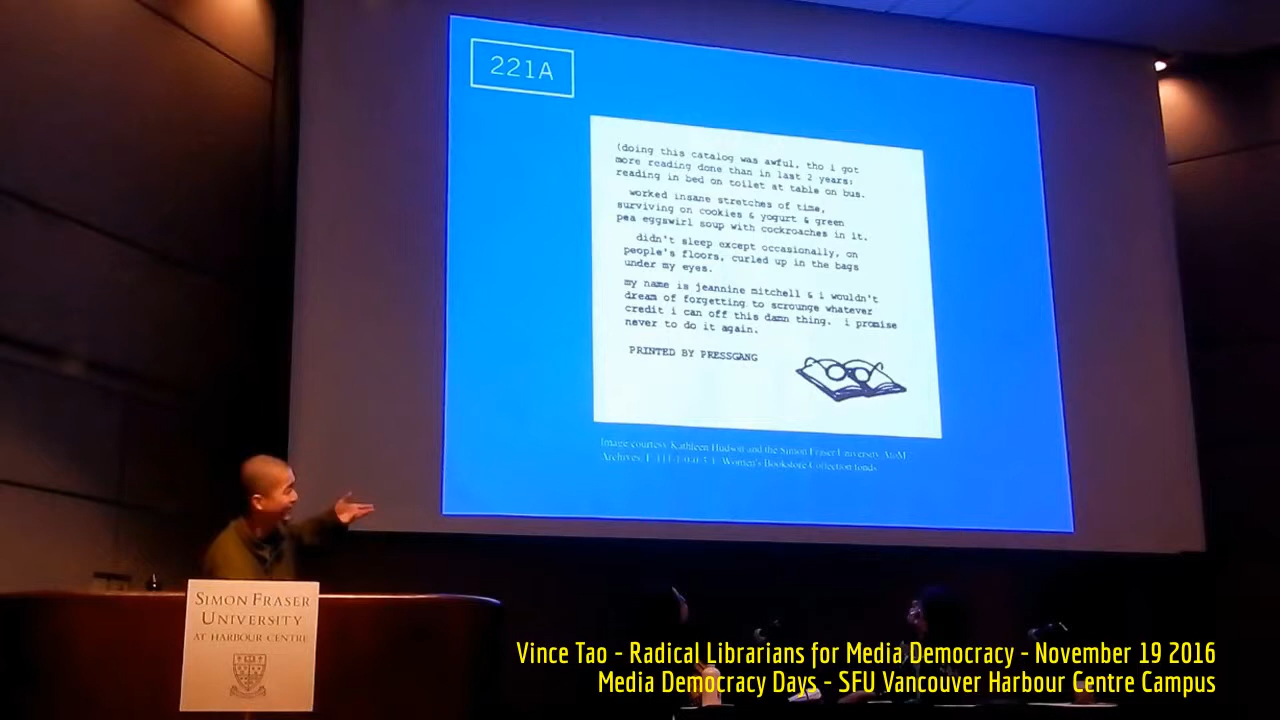 221A
(doing this catalog was awful, tho i got
more reading done than in last 2 years:
reading in bed on toilet at table on bus.
worked insane stretches of time,
surviving on cookies & yogurt & green
pea eggswirl soup with cockroaches in it.
didn't sleep except occasionally, on
people's floors, curled up in the bags
under my eyes.
my name is jeannine mitchell & i wouldn't
dream of forgetting to scrounge whatever
credit i can off this damn thing. i promise
never to do it again.
PRINTED BY PRESSGANG
Image courtesy Kathleen Hudson and the Simon Fraser University AtoM
Archives, Women's Bookstore Collection fonds
SIMON FRASER
UNIVERSITY
AT HARBOUR CENTRE
Vince Tao - Radical Librarians for Media Democracy - November 19 2016
Media Democracy Days - SFU Vancouver Harbour Centre Campus